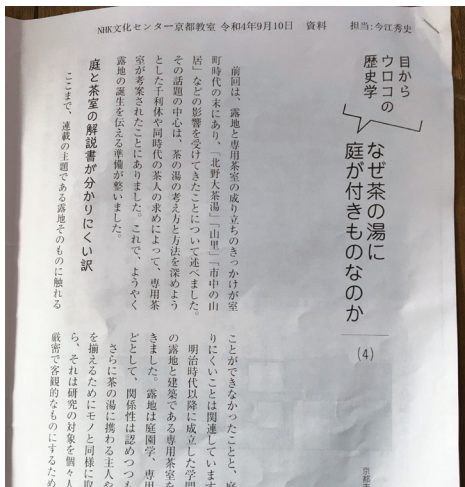 NHK文化センター京都教室 令和4年9月10日 資料 担当:今江秀史
目から
ウロコの
歴史学
なぜ茶の湯に
庭が付きものなのか
(4)
前回は、露地と専用茶室の成り立ちのきっかけが室
町時代の末にあり、「北野大茶湯」「山里」「市中の山
居」などの影響を受けてきたことについて述べました。
その話題の中心は、茶の湯の考え方と方法を深めよう
とした千利休や同時代の茶人の求めによって、専用茶
室が考案されたことにありました。これで、ようやく
露地の誕生を伝える準備が整いました。
庭と茶室の解説書が分かりにくい訳
ここまで、連載の主題である露地そのものに触れる
京都
ことができなかったことと、庭
りにくいことは関連しています
明治時代以降に成立した学問
の露地と建築である専用茶室を
きました。露地は庭園学、専用
どとして、関係性は認めつつも
さらに茶の湯に携わる主人や
を揃えるためにモノと同様に取
ら、それは研究の対象を個々人
厳密で客観的なものにするため